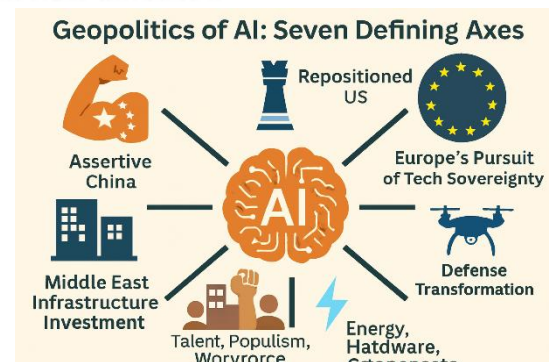 Geopolitics of AI: Seven Defining Axes
Repositioned
US
Assertive
China
Europe's Pursuit
of Tech Sovereignty
AI
Middle East
Infrastructure
Investment
Defense
Transformation
Talent, Populism,
Woryrorce
Energy,
Hatdware,